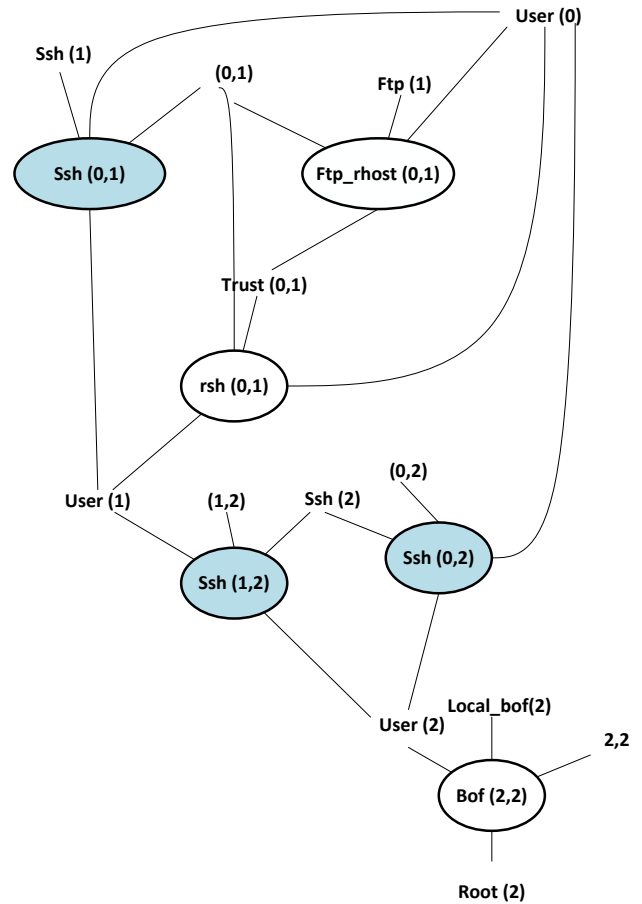 User (0)
Ssh (1)
(0,1)
Ftp (1)
Ssh (0,1)
Ftp_rhost (0,1)
Trust (0,1)
rsh (0,1)
User (1)
(1,2)
Ssh (2)
(0,2)
Ssh (1,2)
Ssh (0,2)
User (2)
Local_bof(2)
2,2
Bof (2,2)
Root (2)